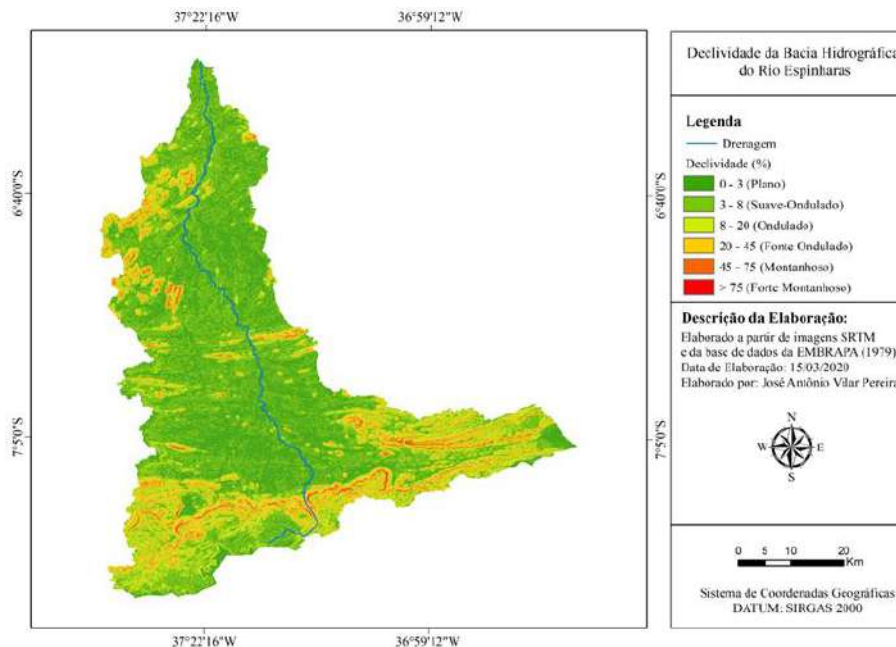 37°22'16"W
36°59'12"W
6°40'0"S
6°40'0"S
7°5'0"S
7°5'0"S
37°22'16"W
36°59'12"W
Declividade da Bacia Hidrográfica
do Rio Espinharas
Legenda
Drenagem
Declividade (%)
0 - 3 (Plano)
3 - 8 (Suave-Ondulado)
8 - 20 (Ondulado)
20 - 45 (Fonte Ondulado)
45 - 75 (Montanhoso)
> 75 (Forte Montanhoso)
Descrição da Elaboração:
Elaborado a partir de imagens SRTM
e da base de dados da EMBRAPA (1979)
Data de Elaboração: 15/03/2020
Elaborado por: José Antônio Vilar Pereira
N
W E
S
0 5 10 20
Km
Sistema de Coordenadas Geográficas
DATUM: SIRGAS 2000